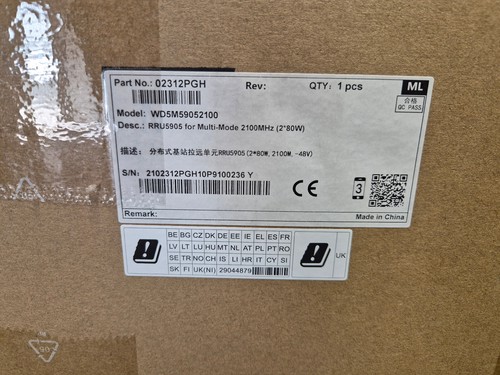 Part No.: 02312PGH Rev: QTY: 1 pcs ML
合格
QC PASS
Model: WD5M59052100
Desc.: RRU5905 for Multi-Mode 2100MHz (2*80W)
描述: 分布式基站拉远单元RRU5905 (2*80W, 2100M, -48V)
S/N: 2102312PGH10P9100236 Y
CE 3
Remark: Made in China
BE BG CZ DK DE EE IE EL ES FR
LV LT LU HU MT NL AT PL PT RO
SE TR NO CH IS LI HR IT CY SI
SK FI UK(NI) 29044879
UK